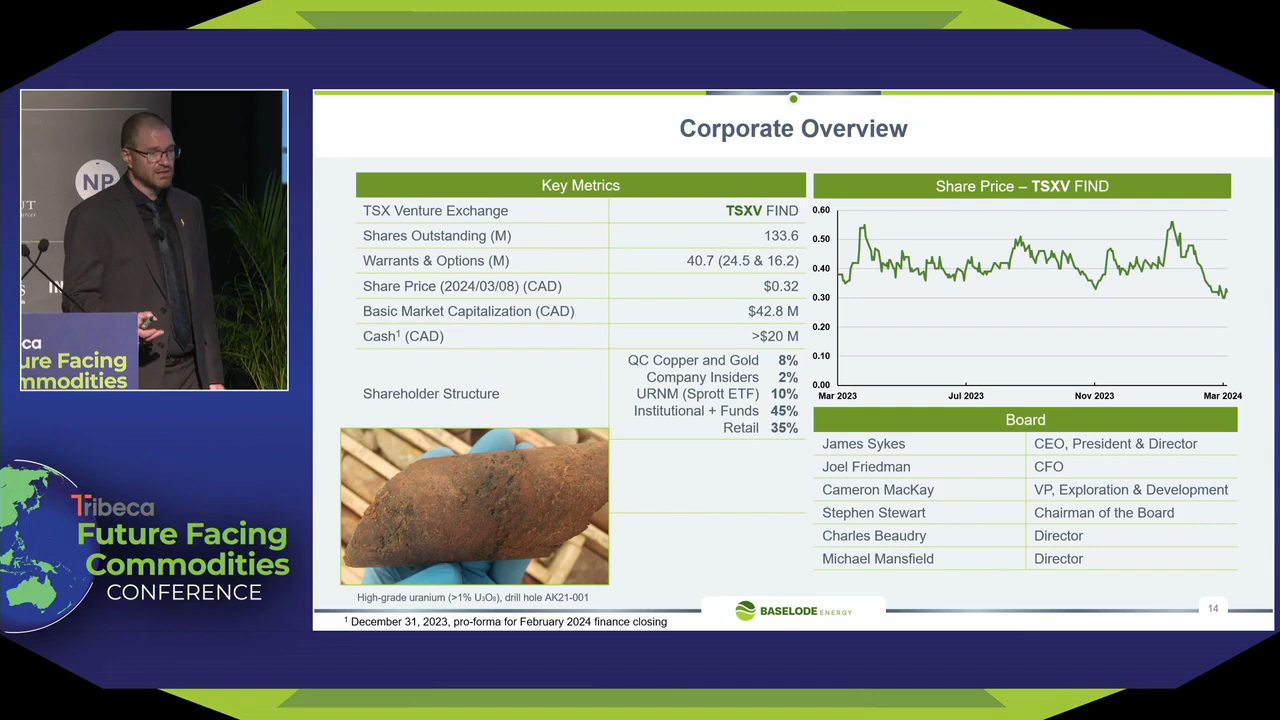 NP
UT
ca
ure Facing
mmodities
Tribeca
Future Facing
Commodities
CONFERENCE
Corporate Overview
Key Metrics
TSX Venture Exchange TSXV FIND
Shares Outstanding (M) 133.6
Warrants & Options (M) 40.7 (24.5 & 16.2)
Share Price (2024/03/08) (CAD) $0.32
Basic Market Capitalization (CAD) $42.8 M
Cash¹ (CAD) >$20 M
Shareholder Structure
QC Copper and Gold 8%
Company Insiders 2%
URNM (Sprott ETF) 10%
Institutional + Funds 45%
Retail 35%
High-grade uranium (>1% U₃O₈), drill hole AK21-001
¹ December 31, 2023, pro-forma for February 2024 finance closing
Share Price – TSXV FIND
0.60
0.50
0.40
0.30
0.20
0.10
0.00
Mar 2023 Jul 2023 Nov 2023 Mar 2024
Board
James Sykes CEO, President & Director
Joel Friedman CFO
Cameron MacKay VP, Exploration & Development
Stephen Stewart Chairman of the Board
Charles Beaudry Director
Michael Mansfield Director
BASELODE ENERGY
14